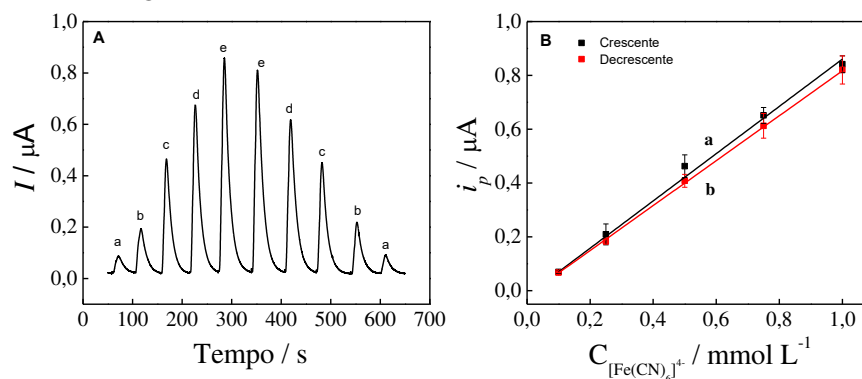 A
I / μA
1,0
0,8
0,6
0,4
0,2
0,0
a
b
c
d
e
e
d
c
b
a
0 100 200 300 400 500 600 700
Tempo / s
B
Crescente
Decrescente
i_p / μA
1,0
0,8
0,6
0,4
0,2
0,0
a
b
0,0 0,2 0,4 0,6 0,8 1,0
C[Fe(CN)6]4- / mmol L-1